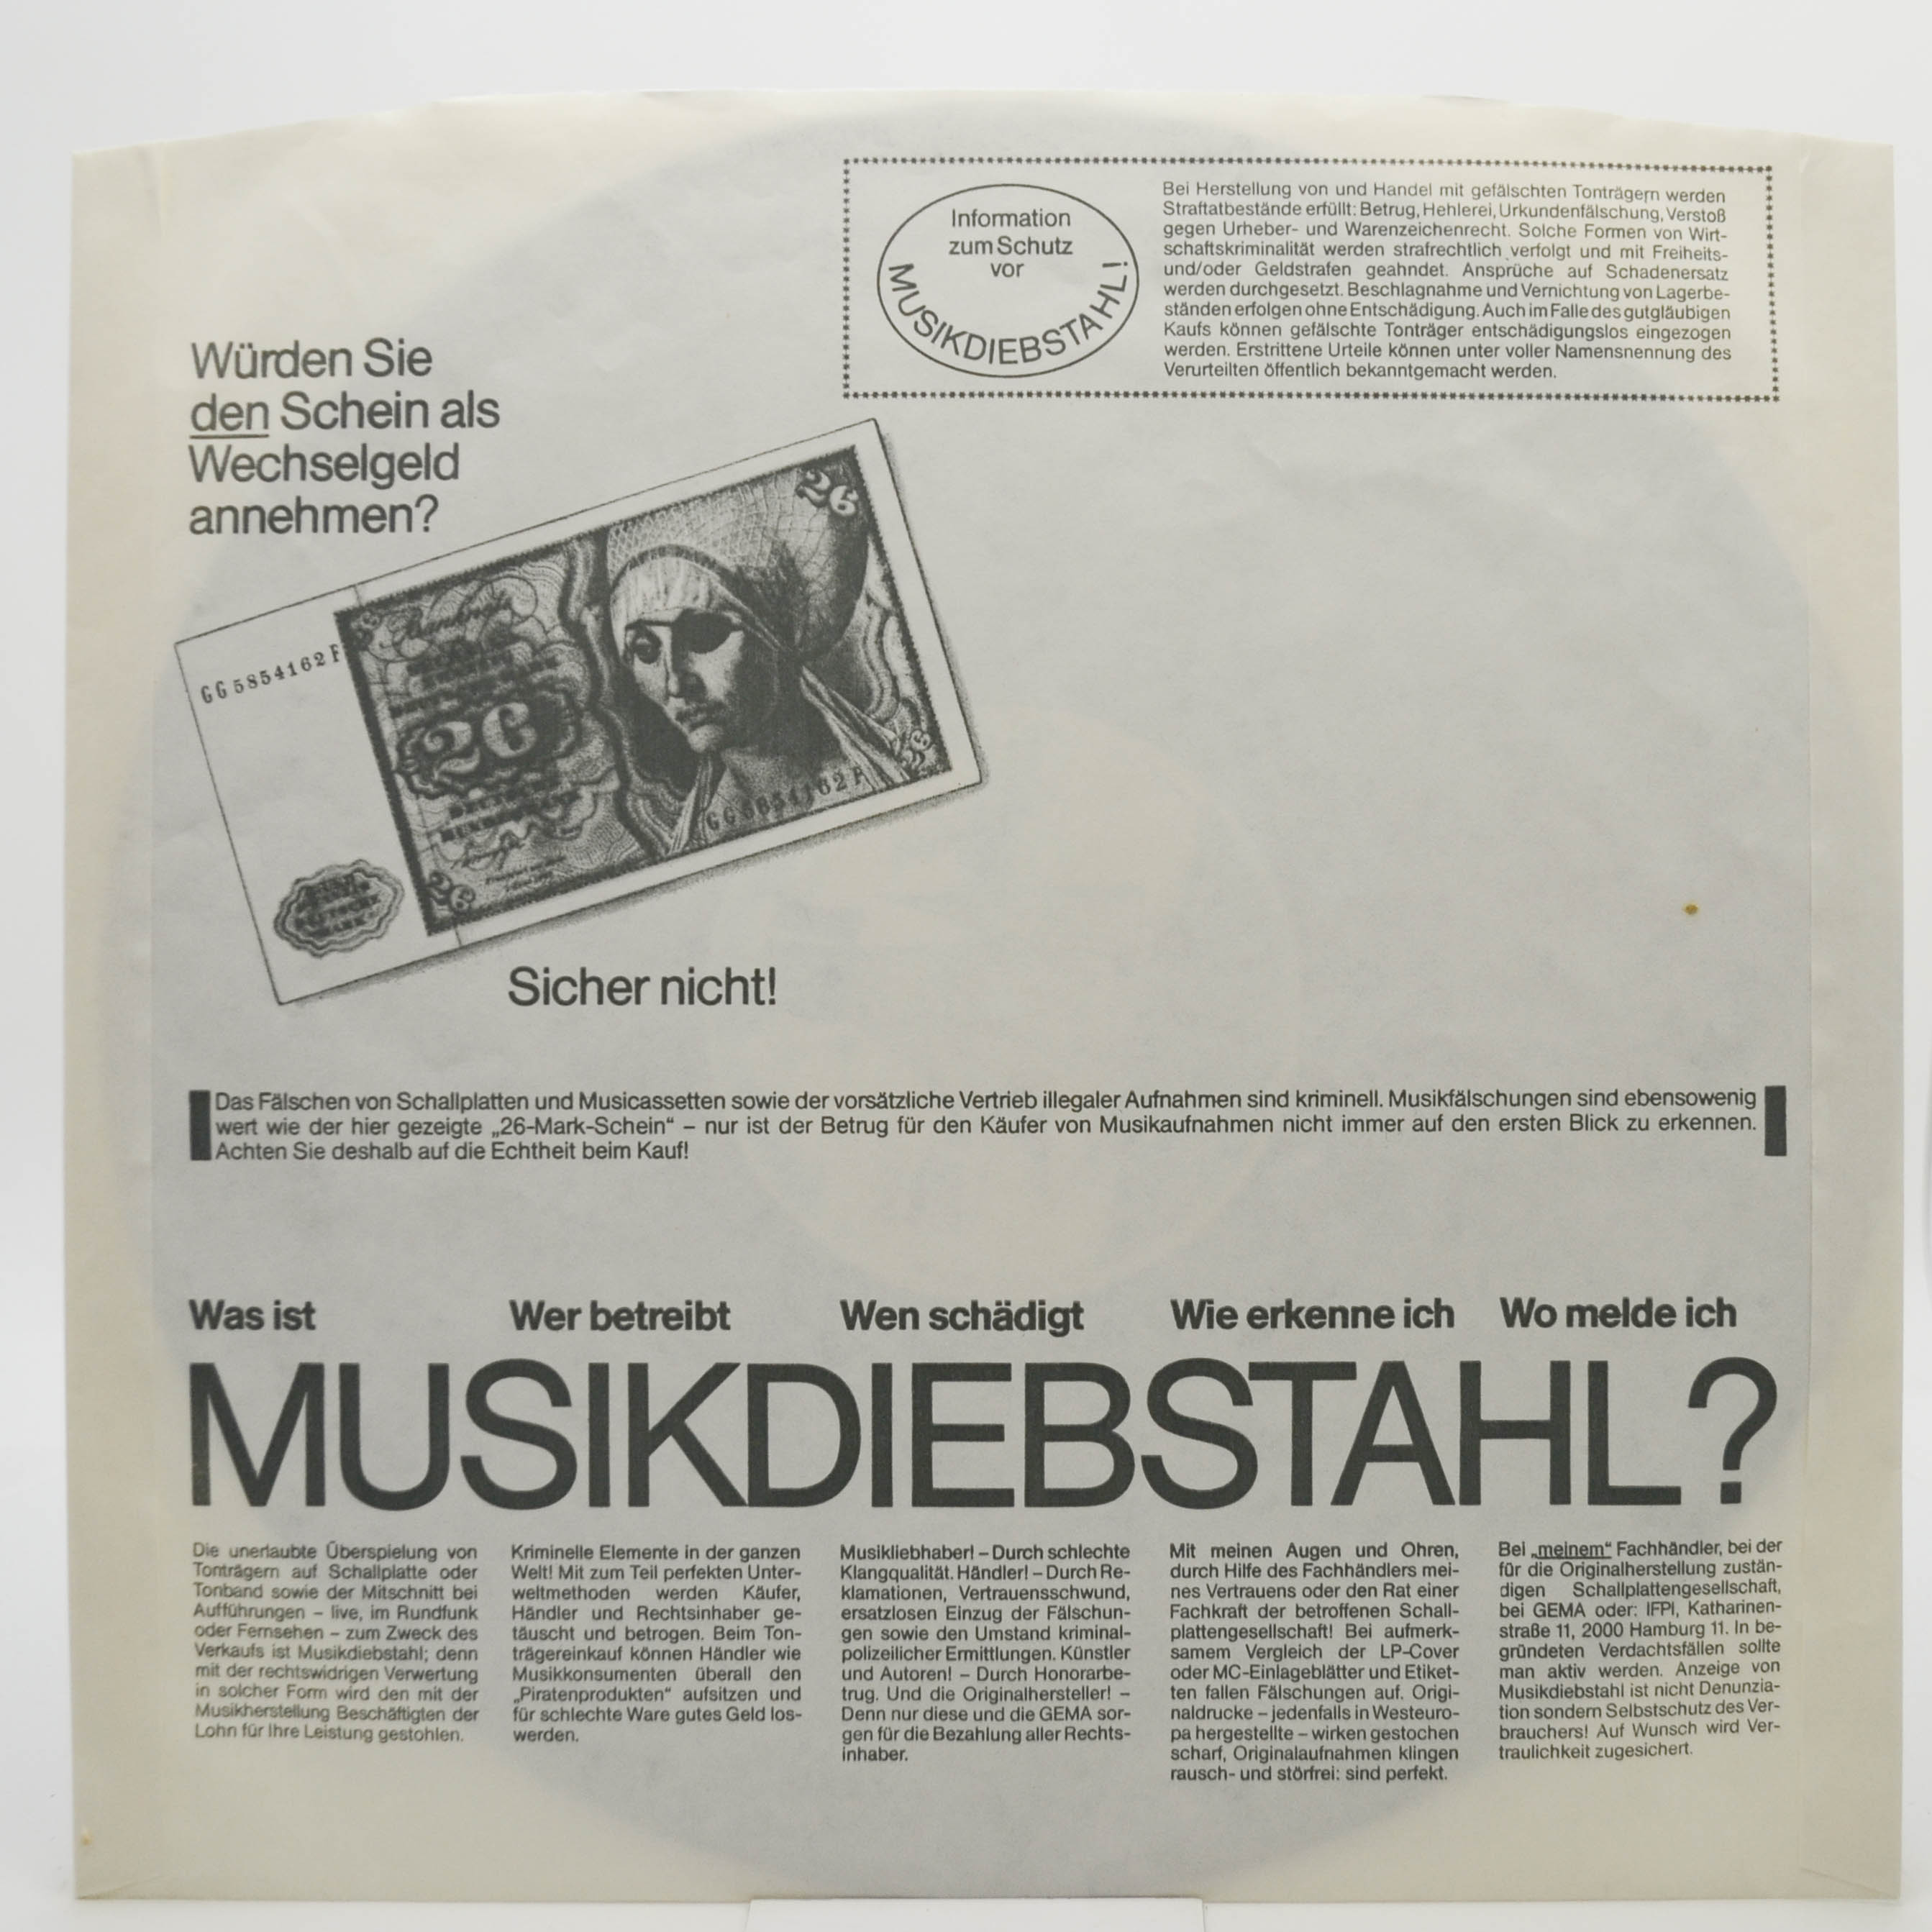 Information
zum Schutz
vor
MUSIKDIEBSTAHL!
Bei Herstellung von und Handel mit gefälschten Tonträgern werden
Straftatbestände erfüllt: Betrug, Hehlerei, Urkundenfälschung, Verstoß
gegen Urheber- und Warenzeichenrecht. Solche Formen von Wirt-
schaftskriminalität werden strafrechtlich verfolgt und mit Freiheits-
und/oder Geldstrafen geahndet. Ansprüche auf Schadenersatz
werden durchgesetzt. Beschlagnahme und Vernichtung von Lagerbe-
ständen erfolgen ohne Entschädigung. Auch im Falle des gutgläubigen
Kaufs können gefälschte Tonträger entschädigungslos eingezogen
werden. Erstrittene Urteile können unter voller Namensnennung des
Verurteilten öffentlich bekanntgemacht werden.
Würden Sie
den Schein als
Wechselgeld
annehmen?
26
GG5854162F
26
GG5854162F
26
Sicher nicht!
Das Fälschen von Schallplatten und Musicassetten sowie der vorsätzliche Vertrieb illegaler Aufnahmen sind kriminell. Musikfälschungen sind ebensowenig
wert wie der hier gezeigte „26-Mark-Schein“ – nur ist der Betrug für den Käufer von Musikaufnahmen nicht immer auf den ersten Blick zu erkennen.
Achten Sie deshalb auf die Echtheit beim Kauf!
Was ist Wer betreibt Wen schädigt Wie erkenne ich Wo melde ich
MUSIKDIEBSTAHL?
Die unerlaubte Überspielung von
Tonträgern auf Schallplatte oder
Tonband sowie der Mitschnitt bei
Aufführungen – live, im Rundfunk
oder Fernsehen – zum Zweck des
Verkaufs ist Musikdiebstahl; denn
mit der rechtswidrigen Verwertung
in solcher Form wird den mit der
Musikherstellung Beschäftigten der
Lohn für Ihre Leistung gestohlen.
Kriminelle Elemente in der ganzen
Welt! Mit zum Teil perfekten Unter-
weltmethoden werden Käufer,
Händler und Rechtsinhaber ge-
täuscht und betrogen. Beim Ton-
trägereinkauf können Händler wie
Musikkonsumenten überall den
„Piratenprodukten“ aufsitzen und
für schlechte Ware gutes Geld los-
werden.
Musikliebhaber! – Durch schlechte
Klangqualität. Händler! – Durch Re-
klamationen, Vertrauensschwund,
ersatzlosen Einzug der Fälschun-
gen sowie den Umstand kriminal-
polizeilicher Ermittlungen. Künstler
und Autoren! – Durch Honorarbe-
trug. Und die Originalhersteller! –
Denn nur diese und die GEMA sor-
gen für die Bezahlung aller Rechts-
inhaber.
Mit meinen Augen und Ohren,
durch Hilfe des Fachhändlers mei-
nes Vertrauens oder den Rat einer
Fachkraft der betroffenen Schall-
plattengesellschaft! Bei aufmerk-
samem Vergleich der LP-Cover
oder MC-Einlageblätter und Etiket-
ten fallen Fälschungen auf. Origi-
naldrucke – jedenfalls in Westeuro-
pa hergestellte – wirken gestochen
scharf, Originalaufnahmen klingen
rausch- und störfrei: sind perfekt.
Bei „meinem“ Fachhändler, bei der
für die Originalherstellung zustän-
digen Schallplattengesellschaft,
bei GEMA oder: IFPI, Katharinen-
straße 11, 2000 Hamburg 11. In be-
gründeten Verdachtsfällen sollte
man aktiv werden. Anzeige von
Musikdiebstahl ist nicht Denunzia-
tion sondern Selbstschutz des Ver-
brauchers! Auf Wunsch wird Ver-
traulichkeit zugesichert.